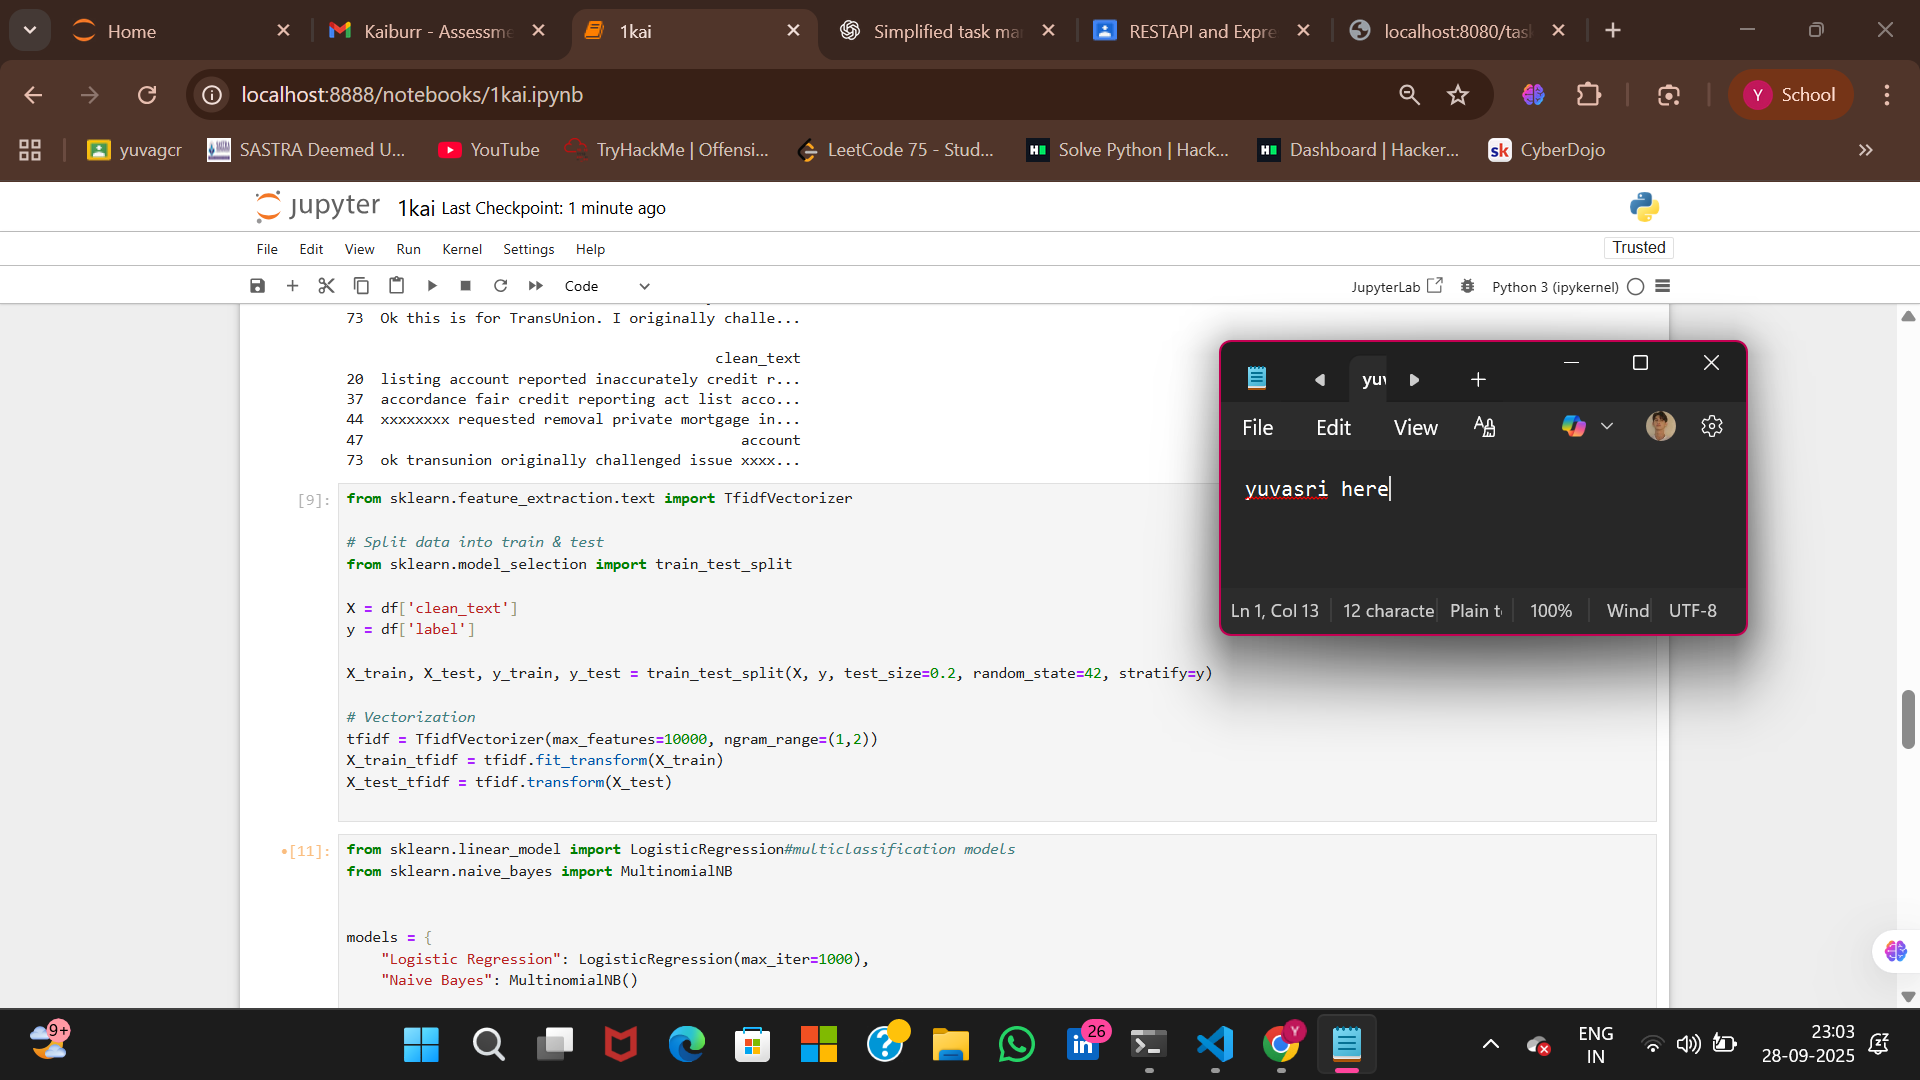 Home
Kaiburr - Assessme
1kai
Simplified task ma
RESTAPI and Expre
localhost:8080/tas
localhost:8888/notebooks/1kai.ipynb
Y School
yuvagcr
SASTRA Deemed U...
YouTube
TryHackMe | Offensi...
LeetCode 75 - Stud...
Solve Python | Hack...
Dashboard | Hacker...
sk CyberDojo
jupyter 1kai Last Checkpoint: 1 minute ago
File Edit View Run Kernel Settings Help
Trusted
Code
JupyterLab
Python 3 (ipykernel)
73 Ok this is for TransUnion. I originally challe...
clean_text
20 listing account reported inaccurately credit r...
37 accordance fair credit reporting act list acco...
44 xxxxxxxx requested removal private mortgage in...
47 account
73 ok transunion originally challenged issue xxxx...
[9]:
from sklearn.feature_extraction.text import TfidfVectorizer
# Split data into train & test
from sklearn.model_selection import train_test_split
X = df['clean_text']
y = df['label']
X_train, X_test, y_train, y_test = train_test_split(X, y, test_size=0.2, random_state=42, stratify=y)
# Vectorization
tfidf = TfidfVectorizer(max_features=10000, ngram_range=(1,2))
X_train_tfidf = tfidf.fit_transform(X_train)
X_test_tfidf = tfidf.transform(X_test)
•[11]:
from sklearn.linear_model import LogisticRegression#multiclassification models
from sklearn.naive_bayes import MultinomialNB
models = {
"Logistic Regression": LogisticRegression(max_iter=1000),
"Naive Bayes": MultinomialNB()
yuv
File Edit View
yuvasri here
Ln 1, Col 13
12 characte
Plain t
100%
Wind
UTF-8
9+
26
Y
ENG
IN
23:03
28-09-2025